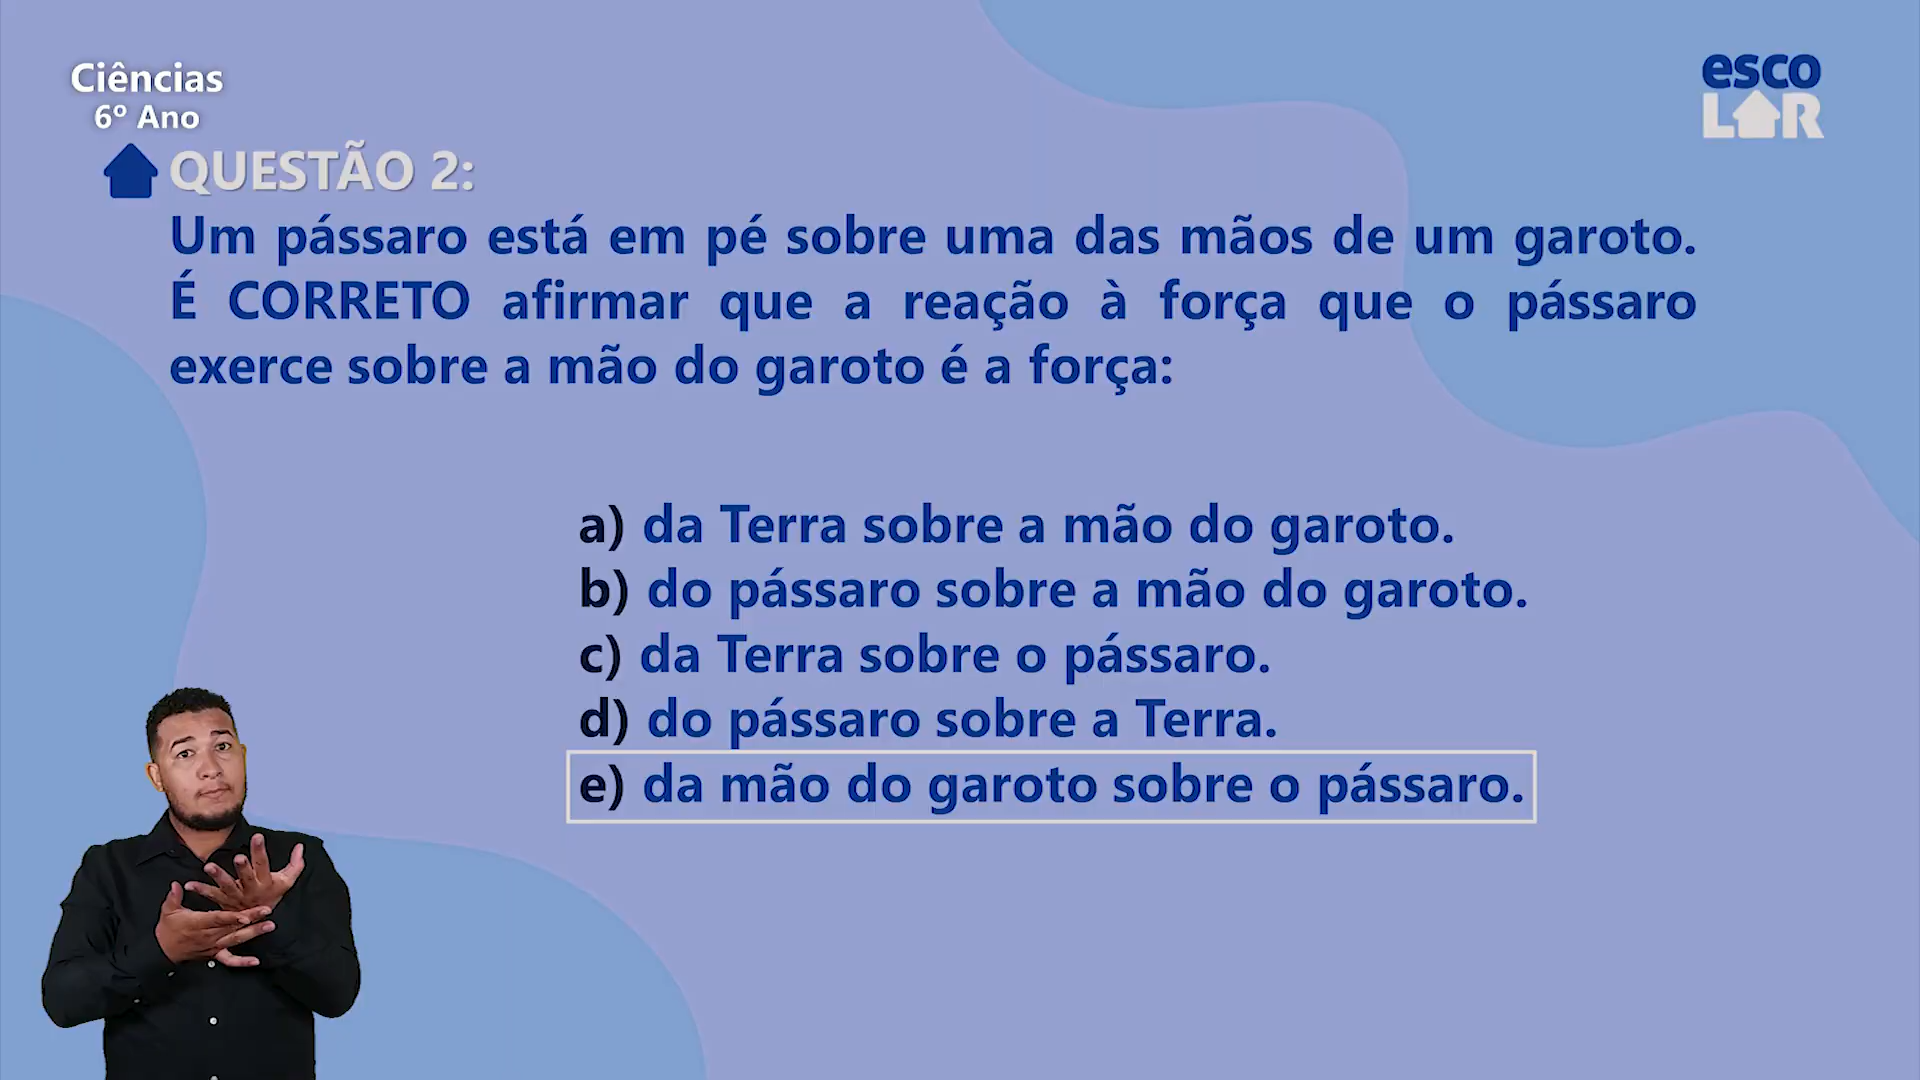 Ciências
6º Ano
esco
LAR
QUESTÃO 2:
Um pássaro está em pé sobre uma das mãos de um garoto.
É CORRETO afirmar que a reação à força que o pássaro
exerce sobre a mão do garoto é a força:
a) da Terra sobre a mão do garoto.
b) do pássaro sobre a mão do garoto.
c) da Terra sobre o pássaro.
d) do pássaro sobre a Terra.
e) da mão do garoto sobre o pássaro.